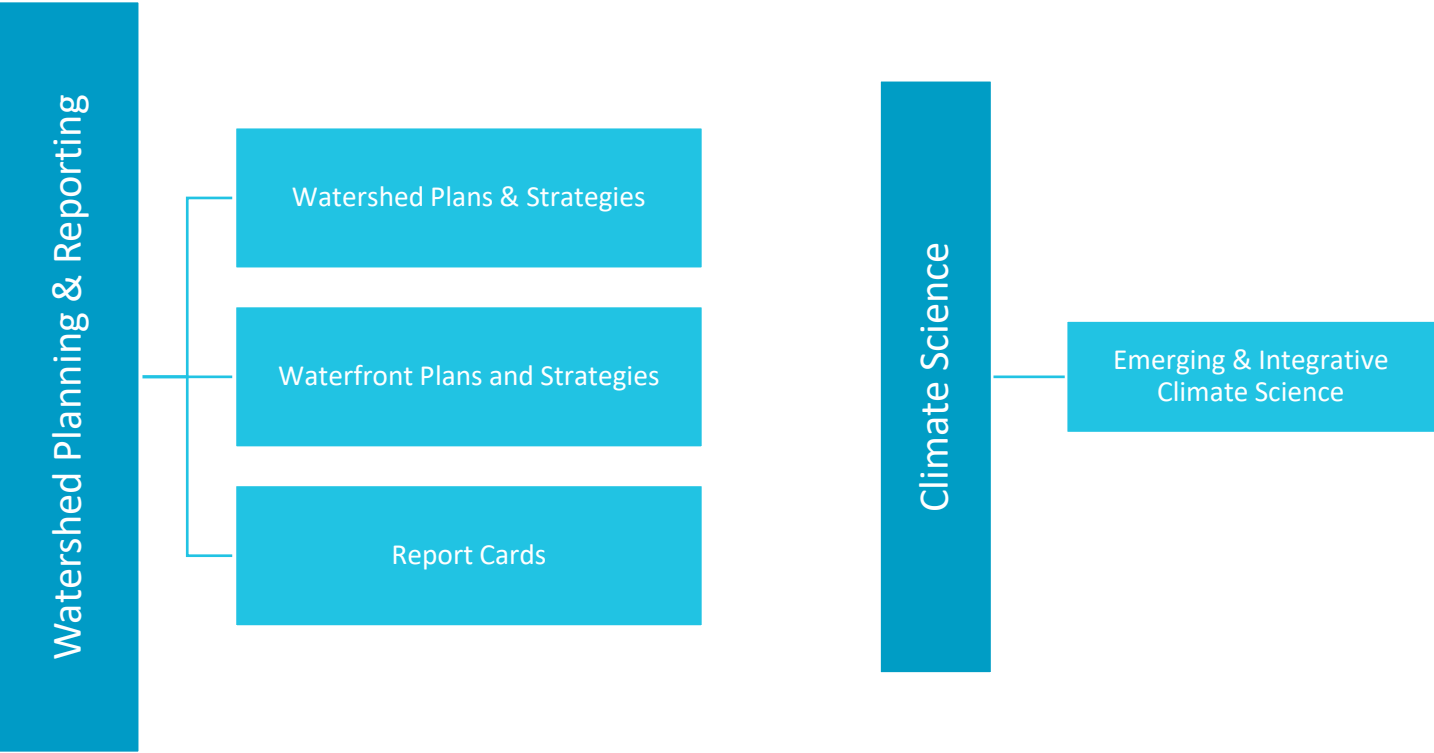 Watershed Planning & Reporting
Watershed Plans & Strategies
Waterfront Plans and Strategies
Report Cards
Climate Science
Emerging & Integrative
Climate Science